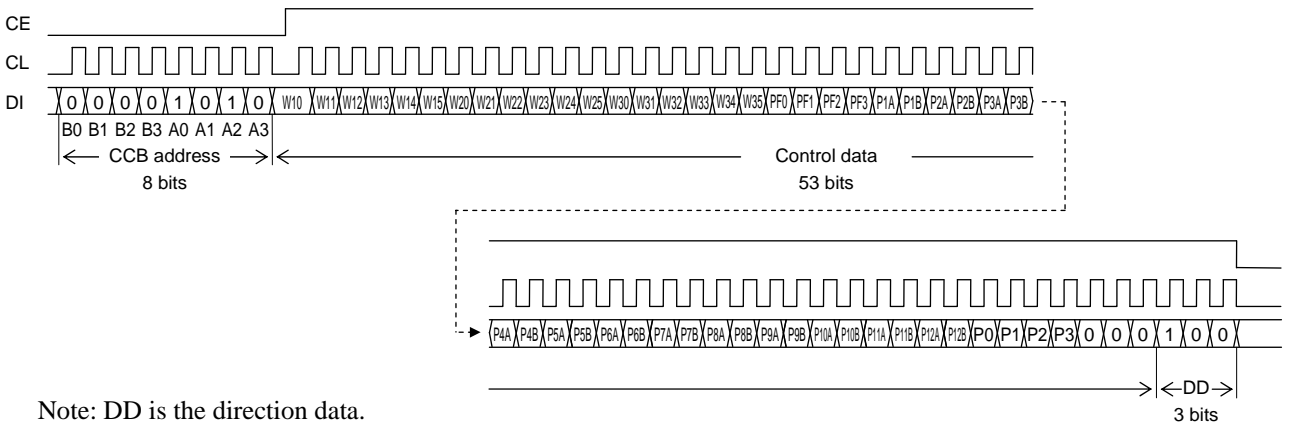 CE
CL
DI
0 0 0 0 1 0 1 0 W10 W11 W12 W13 W14 W15 W20 W21 W22 W23 W24 W25 W30 W31 W32 W33 W34 W35 PF0 PF1 PF2 PF3 P1A P1B P2A P2B P3A P3B
B0 B1 B2 B3 A0 A1 A2 A3
CCB address
8 bits
Control data
53 bits
P4A P4B P5A P5B P6A P6B P7A P7B P8A P8B P9A P9B P10A P10B P11A P11B P12A P12B P0 P1 P2 P3 0 0 0 1 0 0
DD
3 bits
Note: DD is the direction data.